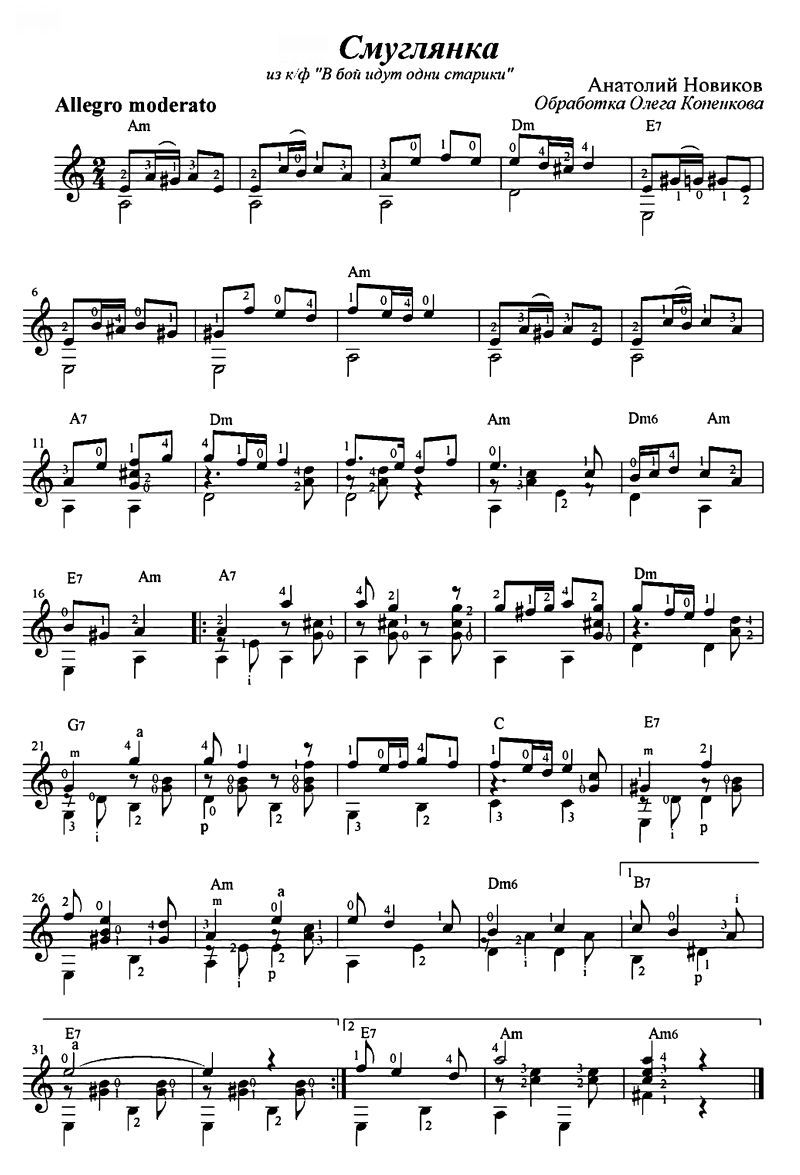 Смуглянка
из к/ф "В бой идут одни старики"
Анатолий Новиков
Allegro moderato
Обработка Олега Копенкова
Am Dm E7
6 Am
11 A7 Dm Am Dm6 Am
16 E7 Am A7 Dm
i
21 G7 m a C E7 m
i p i p
26 Am m a Dm6 1 B7 i
i p p
31 E7 a 2 E7 Am Am6